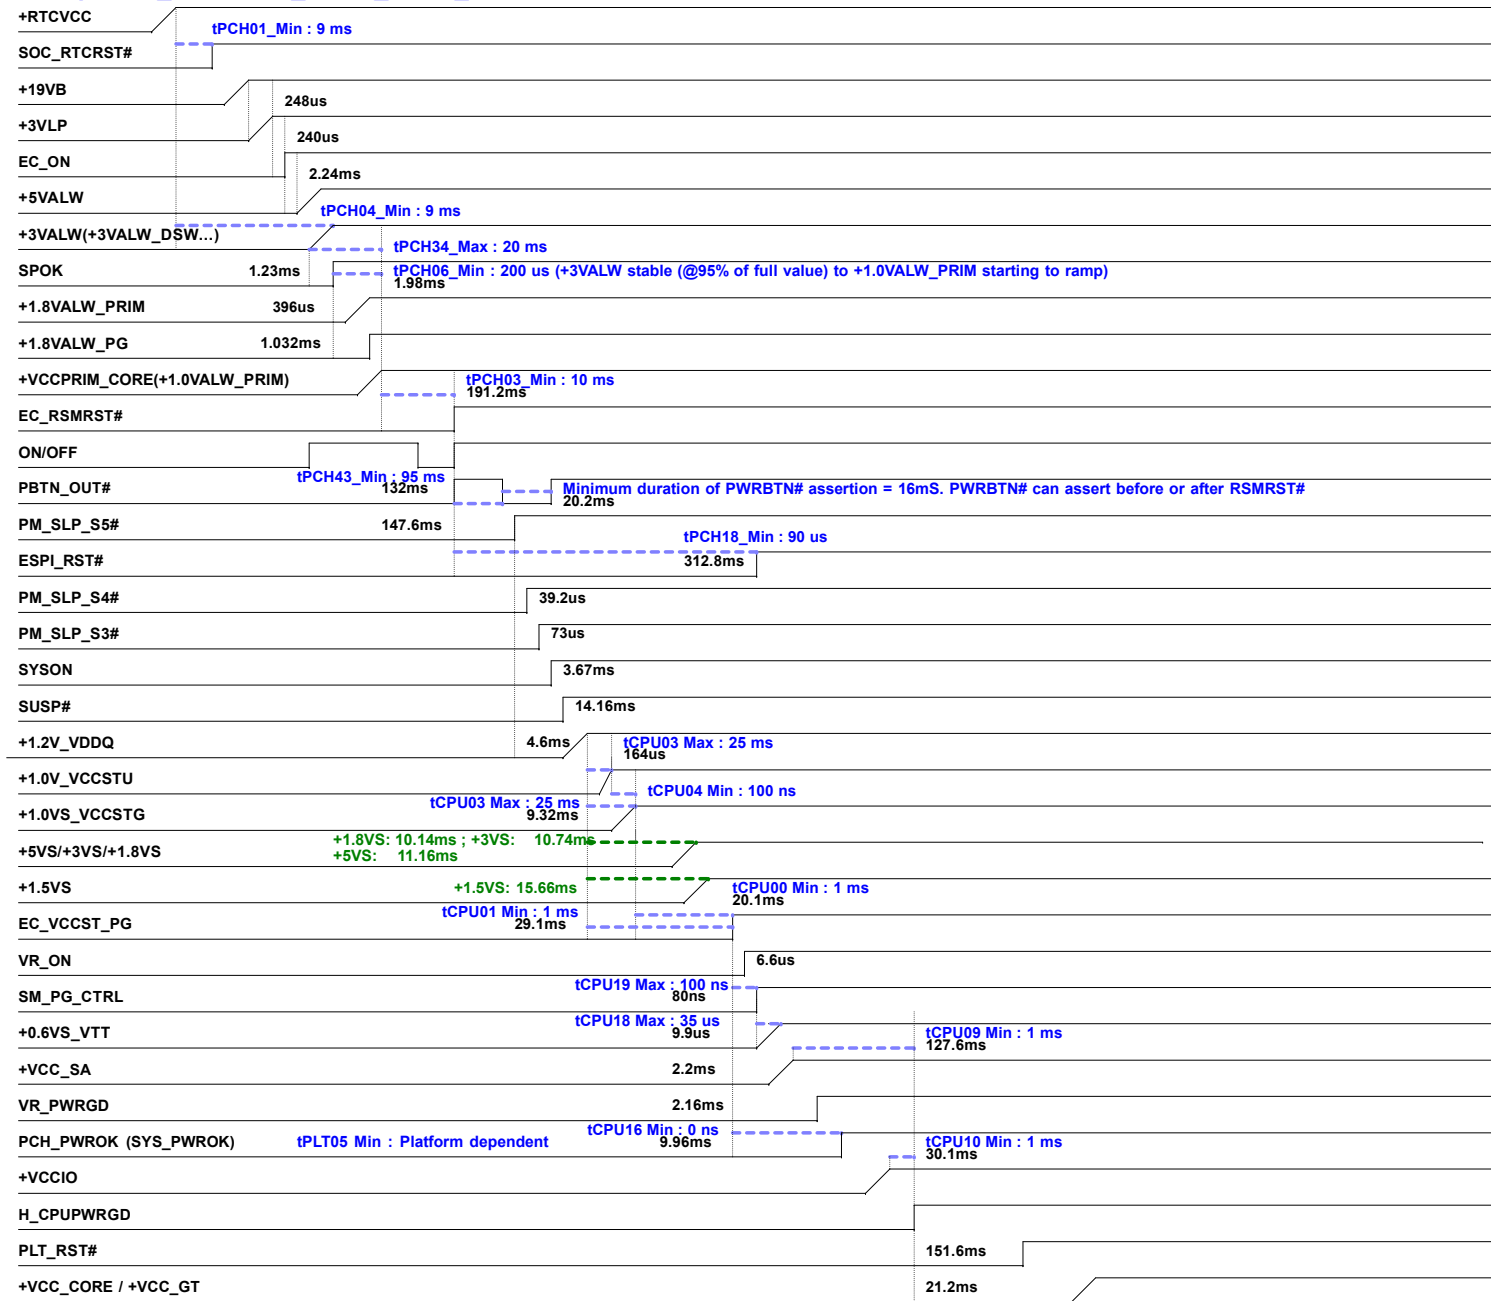 +RTCVCC
tPCH01_Min : 9 ms
SOC_RTCRST#
+19VB
248us
+3VLP
240us
EC_ON
2.24ms
+5VALW
tPCH04_Min : 9 ms
+3VALW(+3VALW_DSW...)
tPCH34_Max : 20 ms
SPOK 1.23ms
tPCH06_Min : 200 us (+3VALW stable (@95% of full value) to +1.0VALW_PRIM starting to ramp)
1.98ms
+1.8VALW_PRIM 396us
+1.8VALW_PG 1.032ms
+VCCPRIM_CORE(+1.0VALW_PRIM)
tPCH03_Min : 10 ms
191.2ms
EC_RSMRST#
ON/OFF
tPCH43_Min : 95 ms
PBTN_OUT# 132ms
Minimum duration of PWRBTN# assertion = 16mS. PWRBTN# can assert before or after RSMRST#
20.2ms
PM_SLP_S5# 147.6ms
tPCH18_Min : 90 us
ESPI_RST# 312.8ms
PM_SLP_S4# 39.2us
PM_SLP_S3# 73us
SYSON 3.67ms
SUSP# 14.16ms
+1.2V_VDDQ 4.6ms
tCPU03 Max : 25 ms
164us
+1.0V_VCCSTU
tCPU04 Min : 100 ns
tCPU03 Max : 25 ms
+1.0VS_VCCSTG 9.32ms
+1.8VS: 10.14ms ; +3VS: 10.74ms
+5VS/+3VS/+1.8VS
+5VS: 11.16ms
+1.5VS +1.5VS: 15.66ms
tCPU00 Min : 1 ms
20.1ms
tCPU01 Min : 1 ms
EC_VCCST_PG 29.1ms
VR_ON 6.6us
tCPU19 Max : 100 ns
SM_PG_CTRL 80ns
tCPU18 Max : 35 us
+0.6VS_VTT 9.9us
tCPU09 Min : 1 ms
127.6ms
+VCC_SA 2.2ms
VR_PWRGD 2.16ms
tCPU16 Min : 0 ns
PCH_PWROK (SYS_PWROK) tPLT05 Min : Platform dependent 9.96ms
tCPU10 Min : 1 ms
30.1ms
+VCCIO
H_CPUPWRGD
PLT_RST# 151.6ms
+VCC_CORE / +VCC_GT 21.2ms